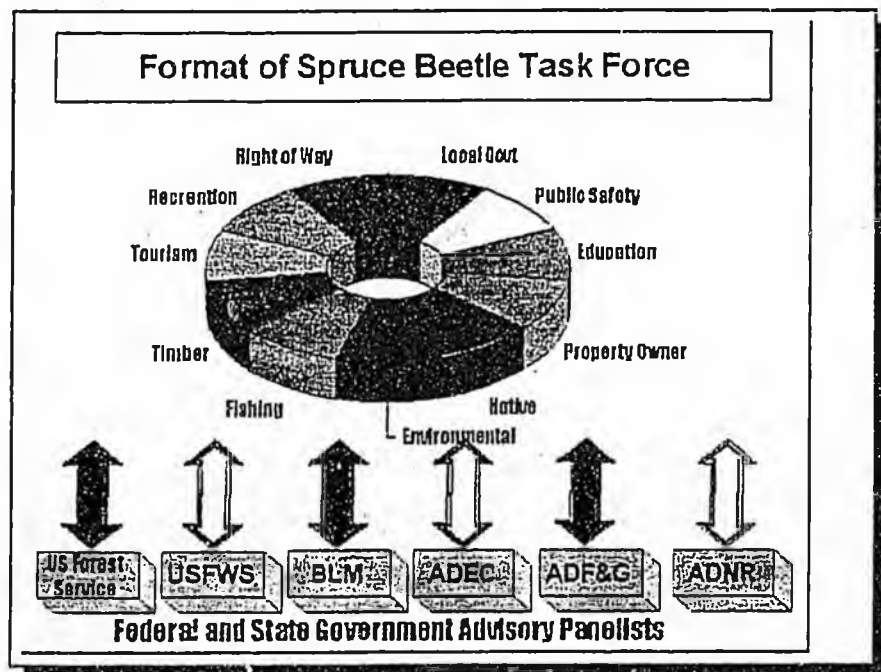 Format of Spruce Beetle Task Force
Right of Way
Local Govt
Recreation
Public Safety
Tourism
Education
Timber
Property Owner
Fishing
Native
Environmental
US Forest
Service
USFWS
BLM
ADEC
ADF&G
ADNR
Federal and State Government Advisory Panelists